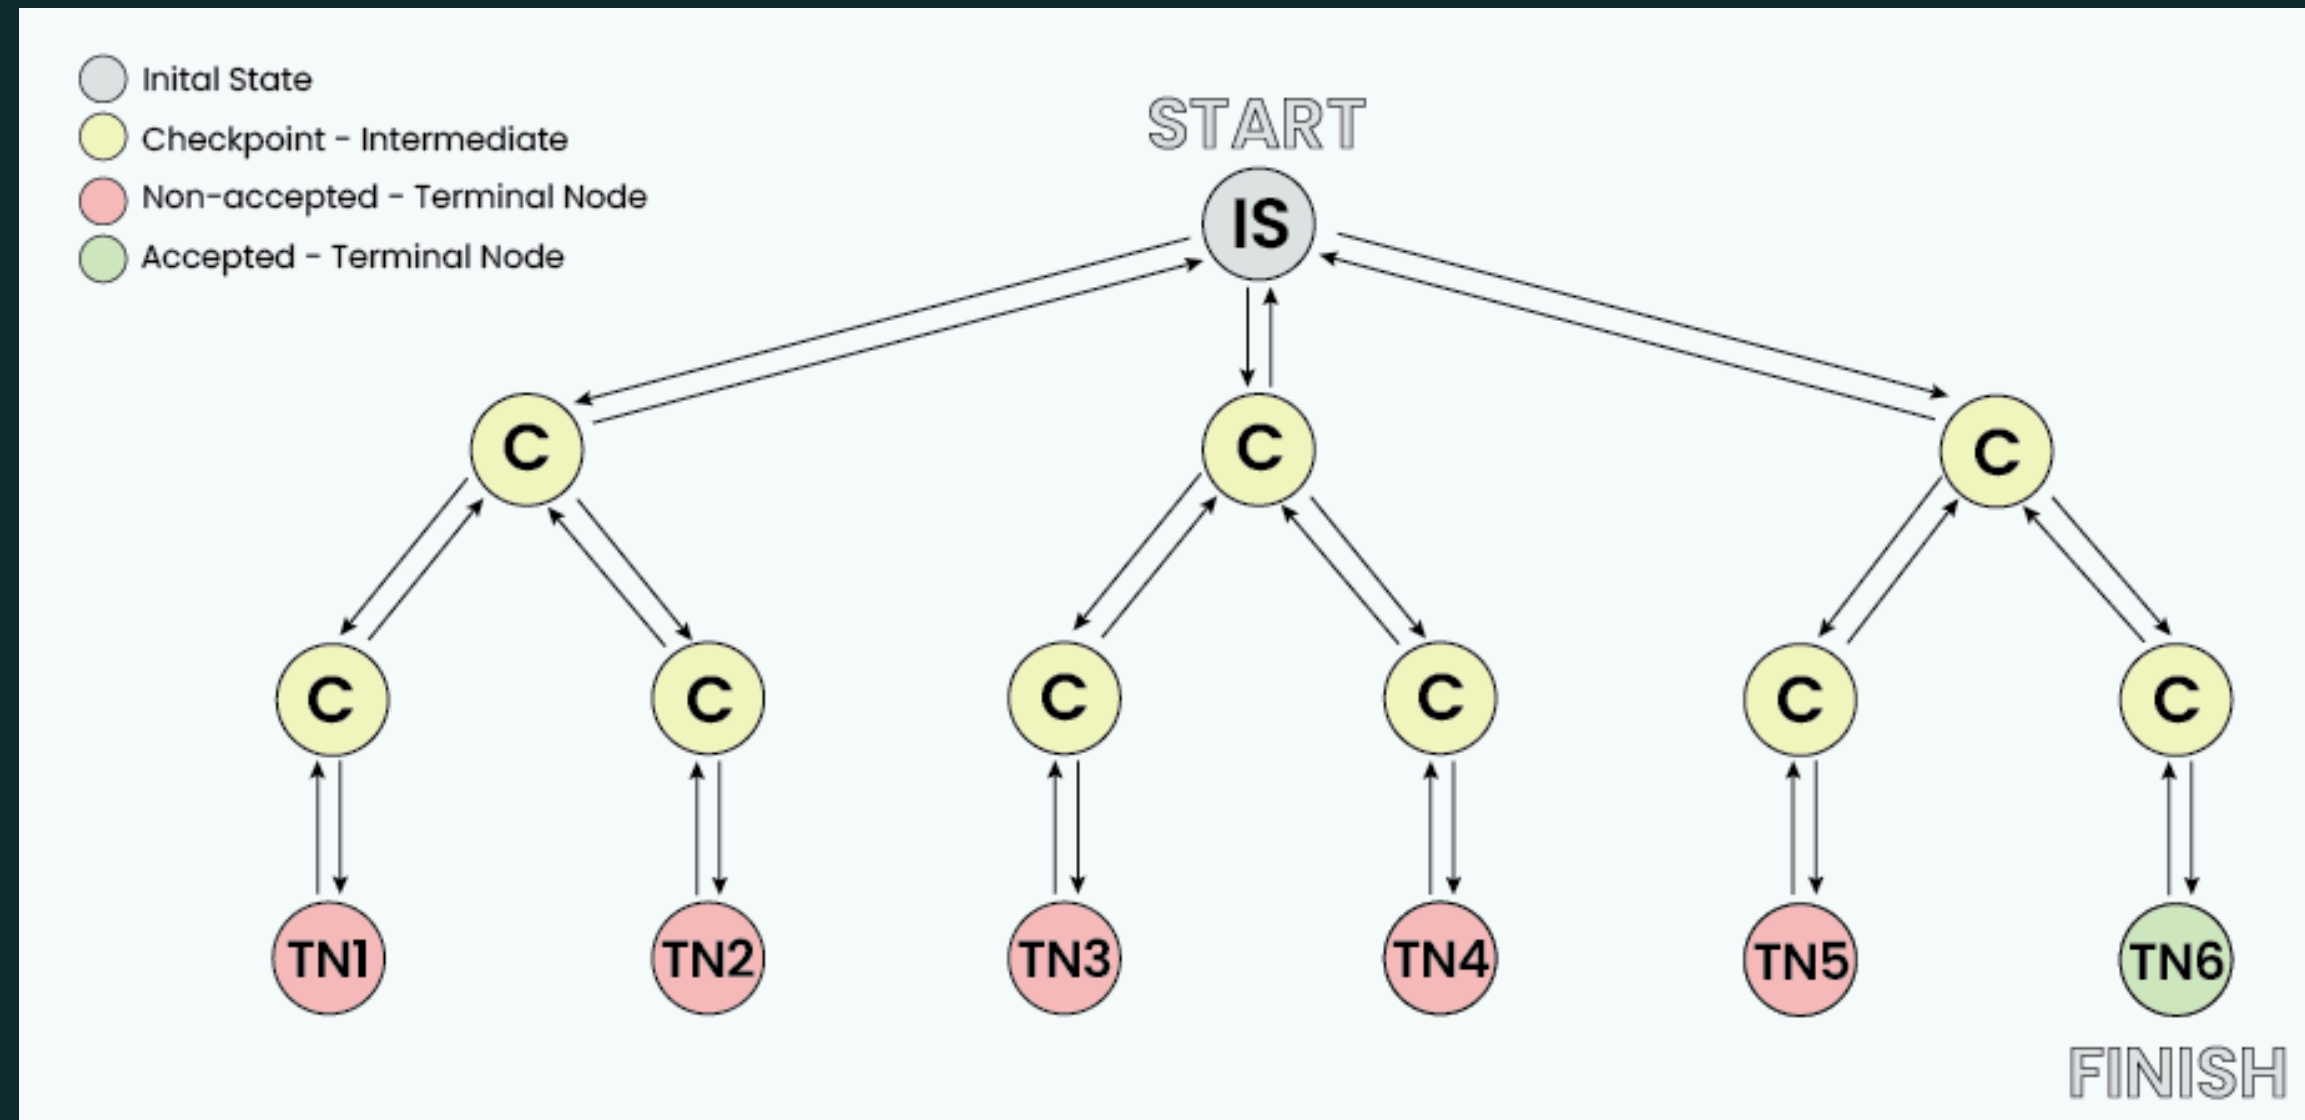 Inital State
Checkpoint - Intermediate
Non-accepted - Terminal Node
Accepted - Terminal Node
START
IS
C C C
C C C C C C
TN1 TN2 TN3 TN4 TN5 TN6
FINISH